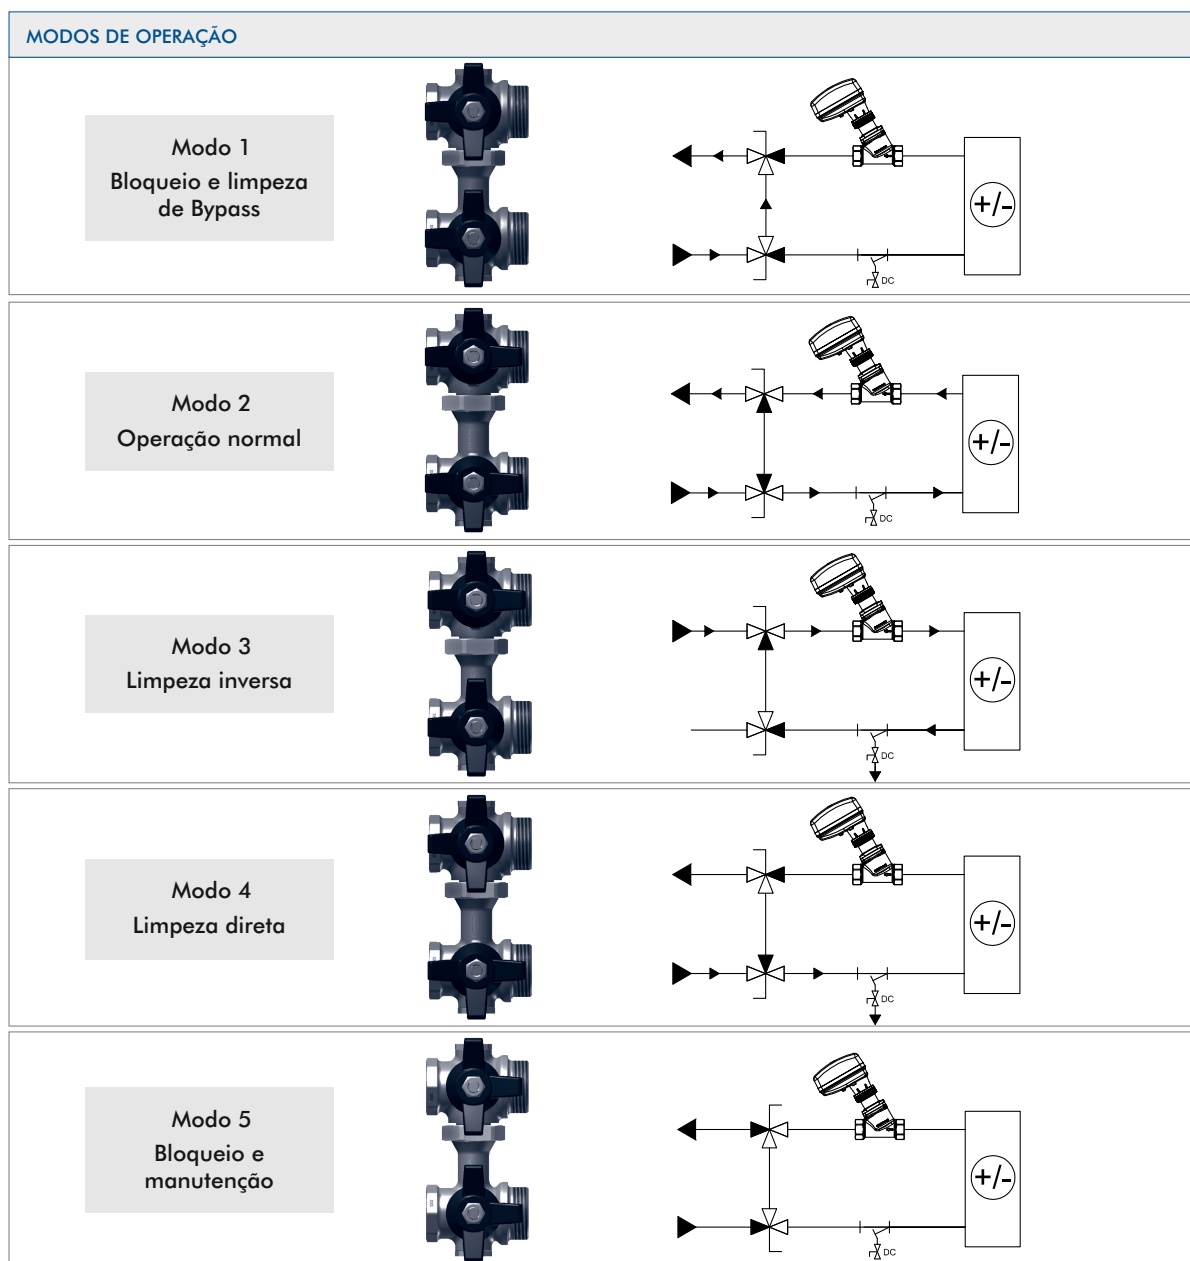 MODOS DE OPERAÇÃO
Modo 1
Bloqueio e limpeza
de Bypass
+/-
DC
Modo 2
Operação normal
+/-
DC
Modo 3
Limpeza inversa
+/-
DC
Modo 4
Limpeza direta
+/-
DC
Modo 5
Bloqueio e
manutenção
+/-
DC